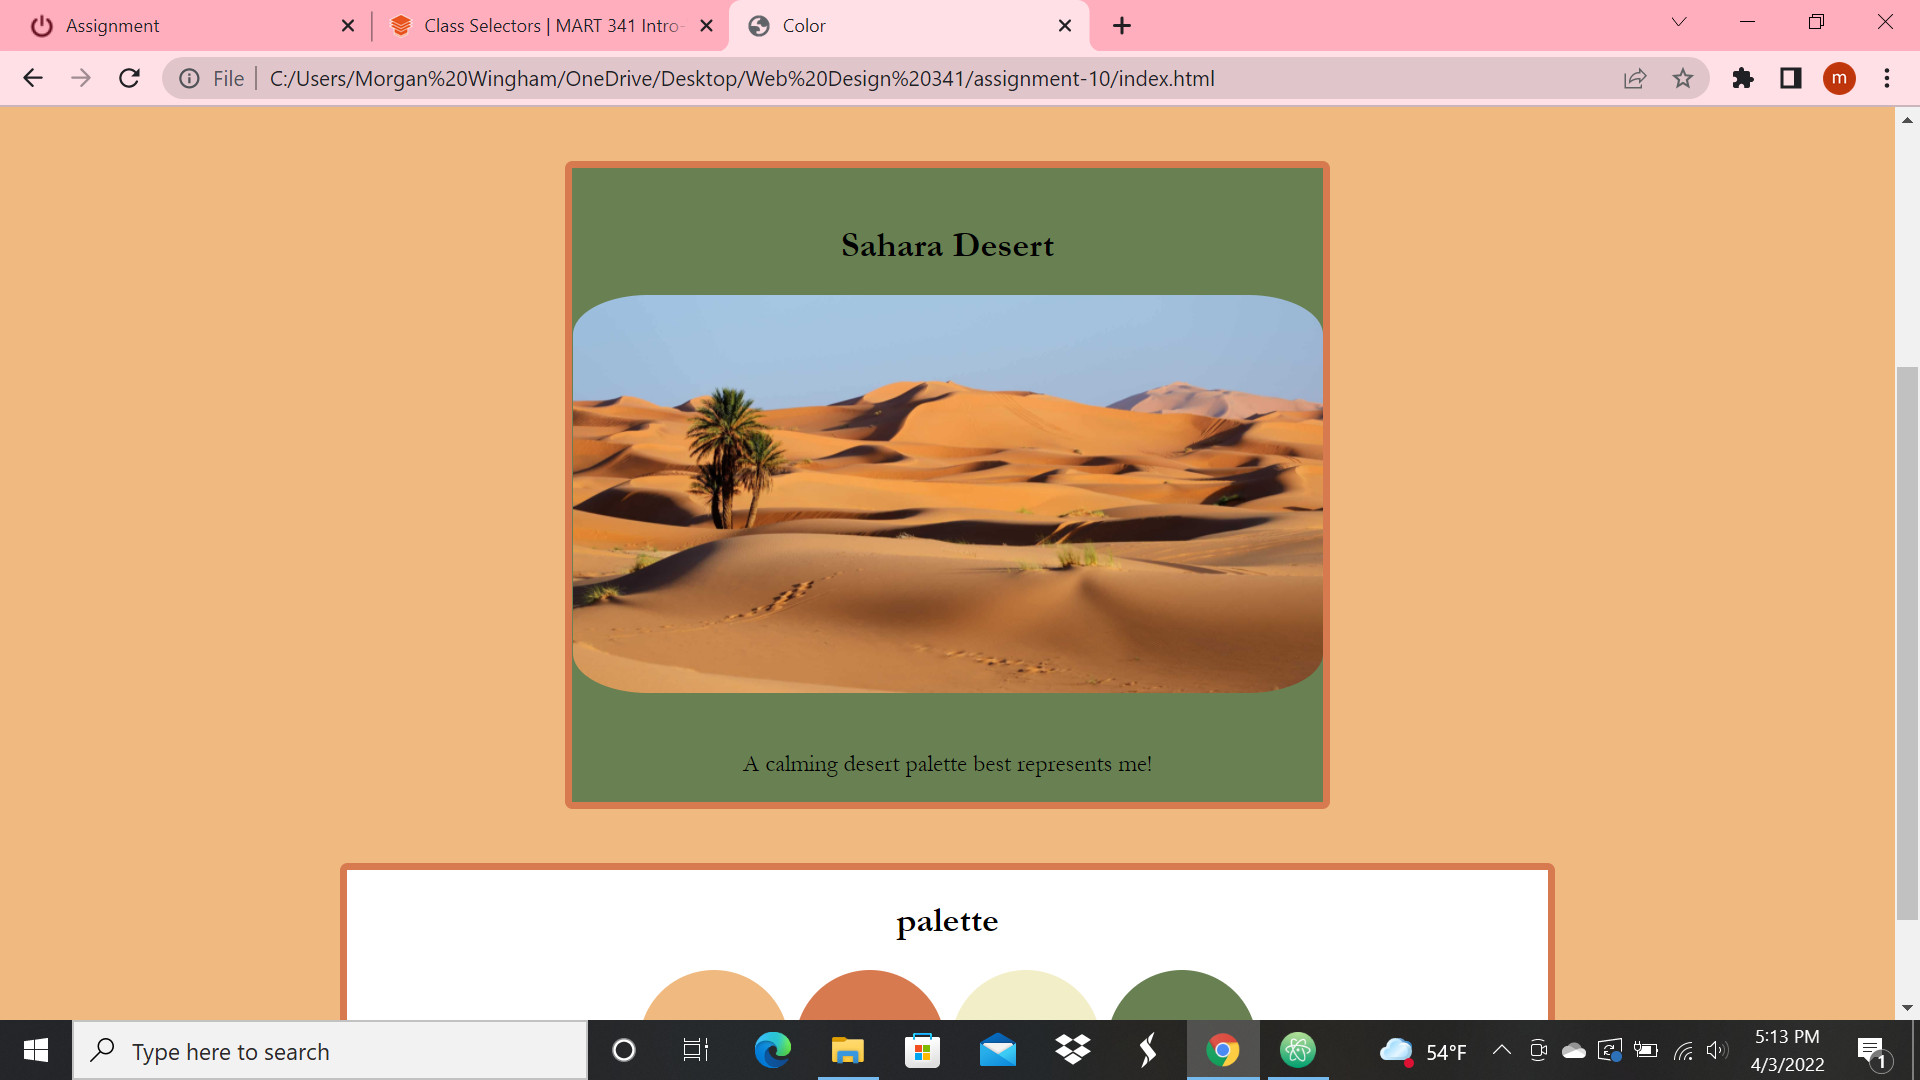 Assignment
Class Selectors | MART 341 Intro-
Color
File
C:/Users/Morgan%20Wingham/OneDrive/Desktop/Web%20Design%20341/assignment-10/index.html
m
Sahara Desert
A calming desert palette best represents me!
palette
Type here to search
54°F
5:13 PM
4/3/2022
1